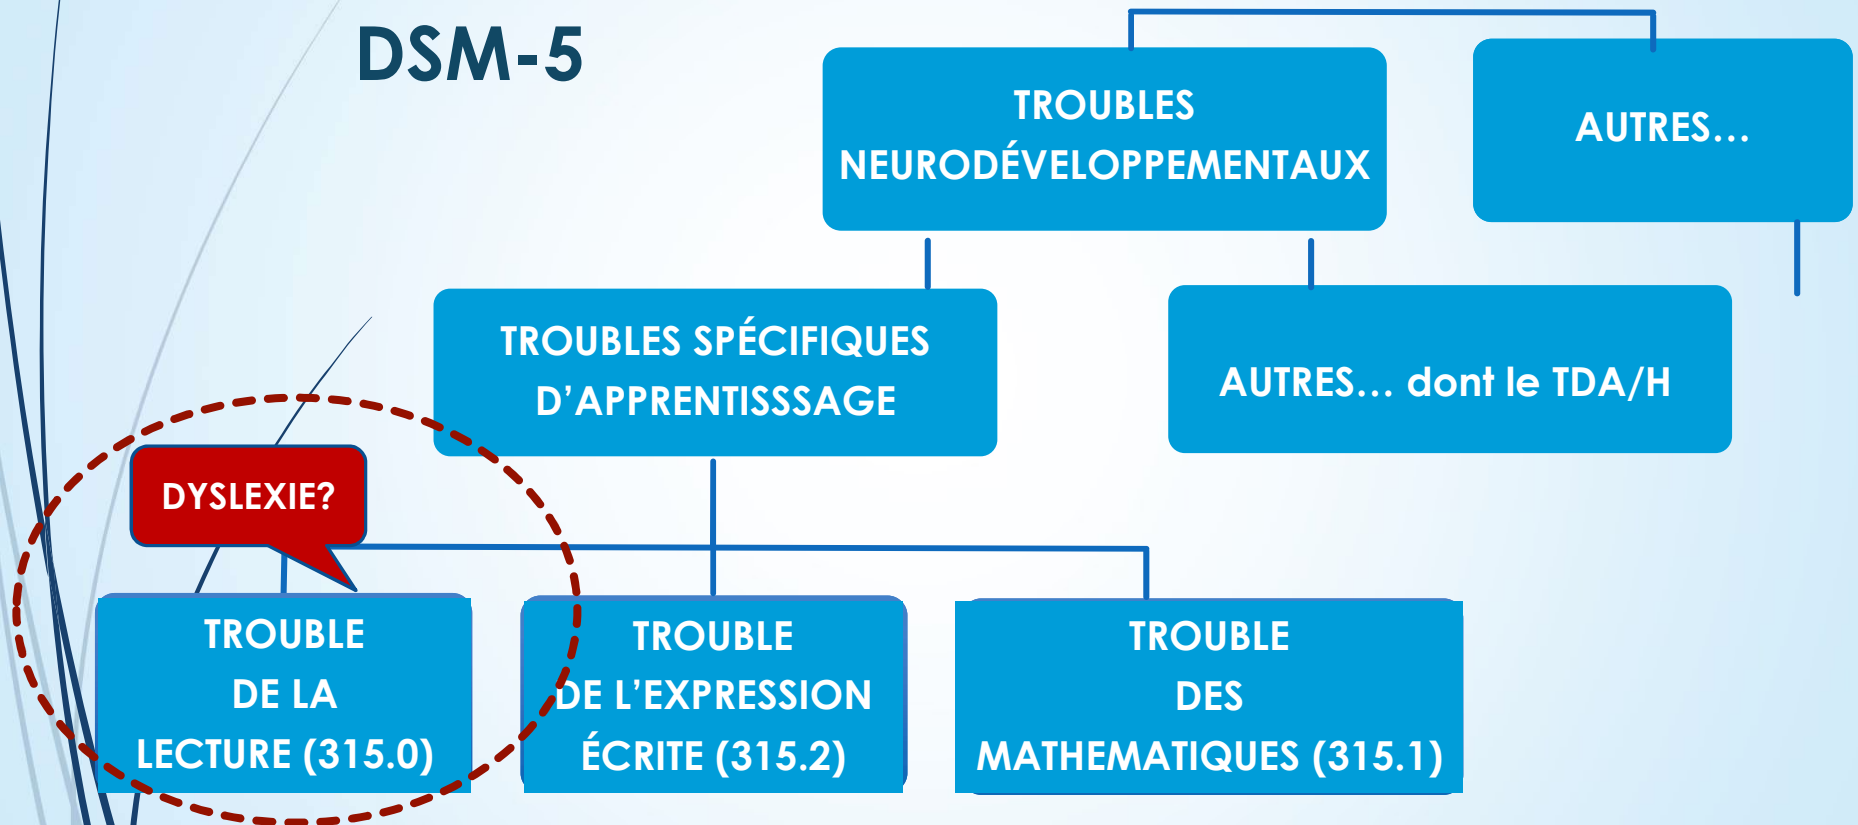 DSM-5
TROUBLES
NEURODÉVELOPPEMENTAUX
AUTRES...
TROUBLES SPÉCIFIQUES
D'APPRENTISSSAGE
AUTRES... dont le TDA/H
DYSLEXIE?
TROUBLE
DE LA
LECTURE (315.0)
TROUBLE
DE L'EXPRESSION
ÉCRITE (315.2)
TROUBLE
DES
MATHEMATIQUES (315.1)